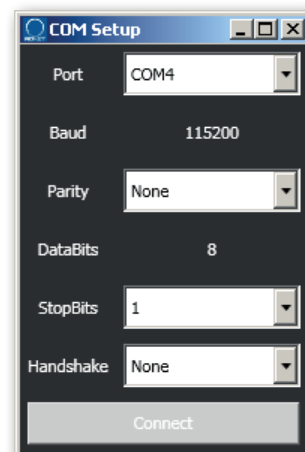 COM Setup
Port COM4
Baud 115200
Parity None
DataBits 8
StopBits 1
Handshake None
Connect